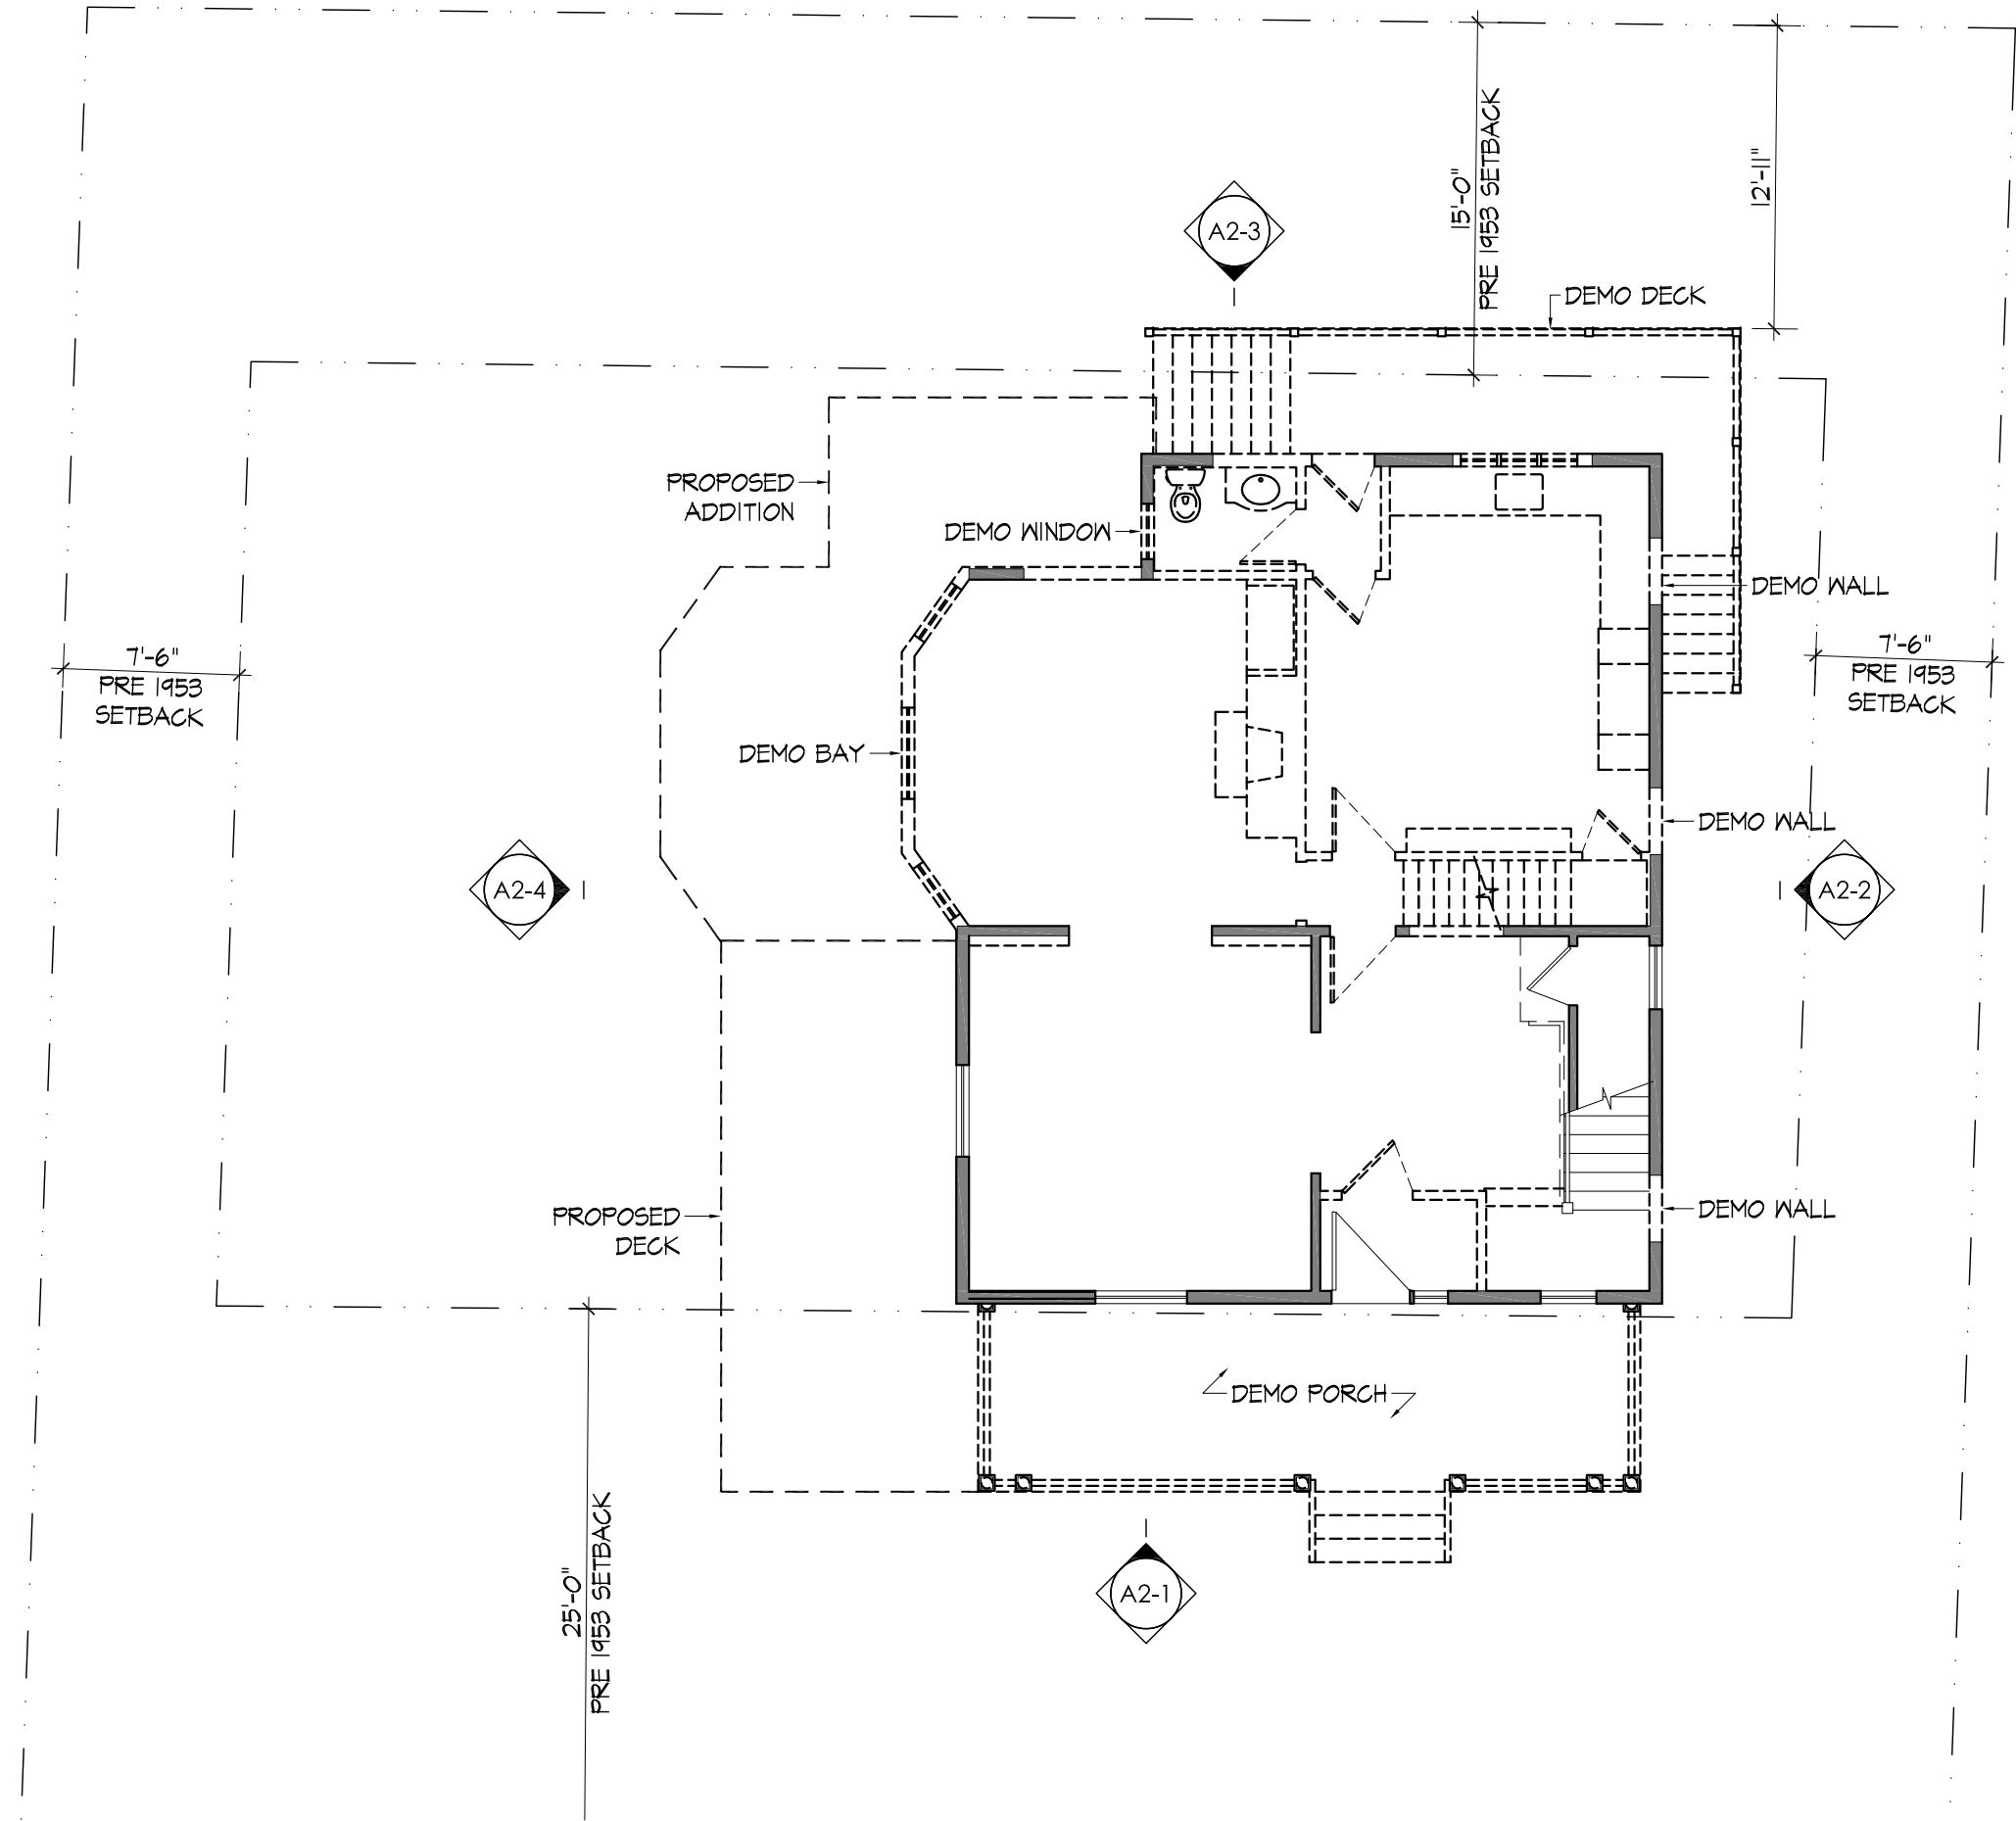 15'-0"
PRE 1953 SETBACK
12'-11"
A2-3
DEMO DECK
PROPOSED
ADDITION
DEMO WINDOW
DEMO WALL
7'-6"
PRE 1953
SETBACK
7'-6"
PRE 1953
SETBACK
DEMO BAY
DEMO WALL
A2-4
A2-2
PROPOSED
DECK
DEMO WALL
DEMO PORCH
25'-0"
PRE 1953 SETBACK
A2-1